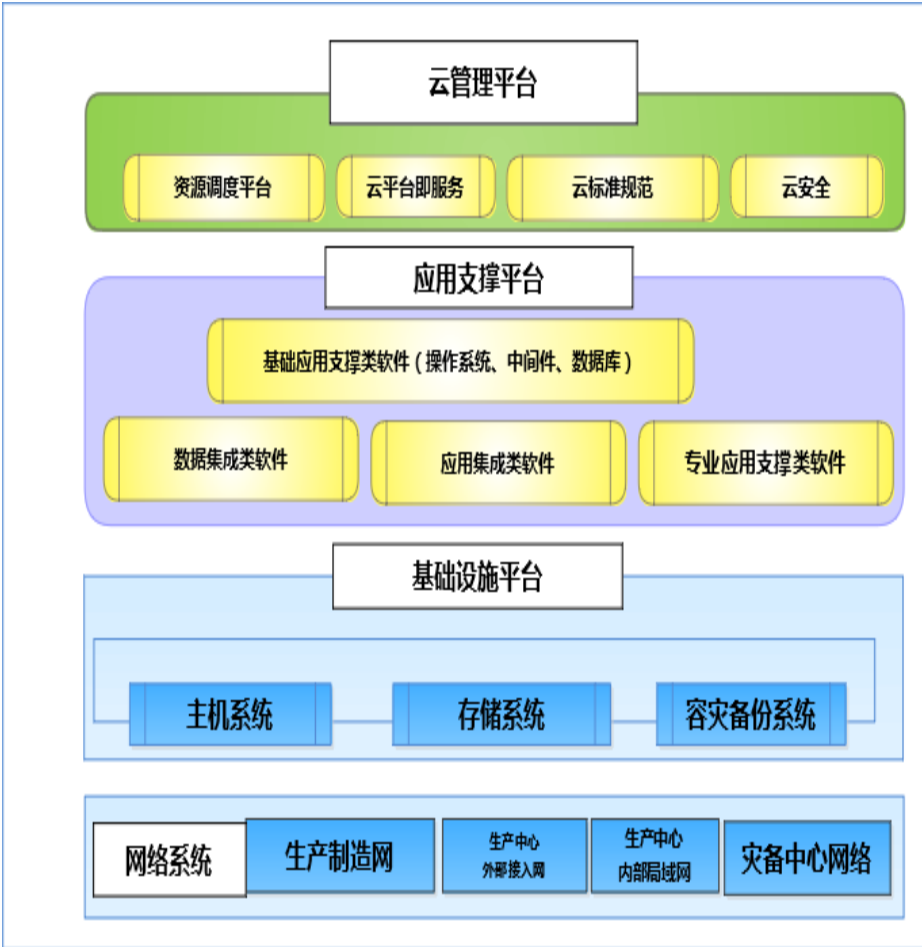 云管理平台
资源调度平台
云平台即服务
云标准规范
云安全
应用支撑平台
基础应用支撑类软件（操作系统、中间件、数据库）
数据集成类软件
应用集成类软件
专业应用支撑类软件
基础设施平台
主机系统
存储系统
容灾备份系统
网络系统
生产制造网
生产中心
外部接入网
生产中心
内部局域网
灾备中心网络